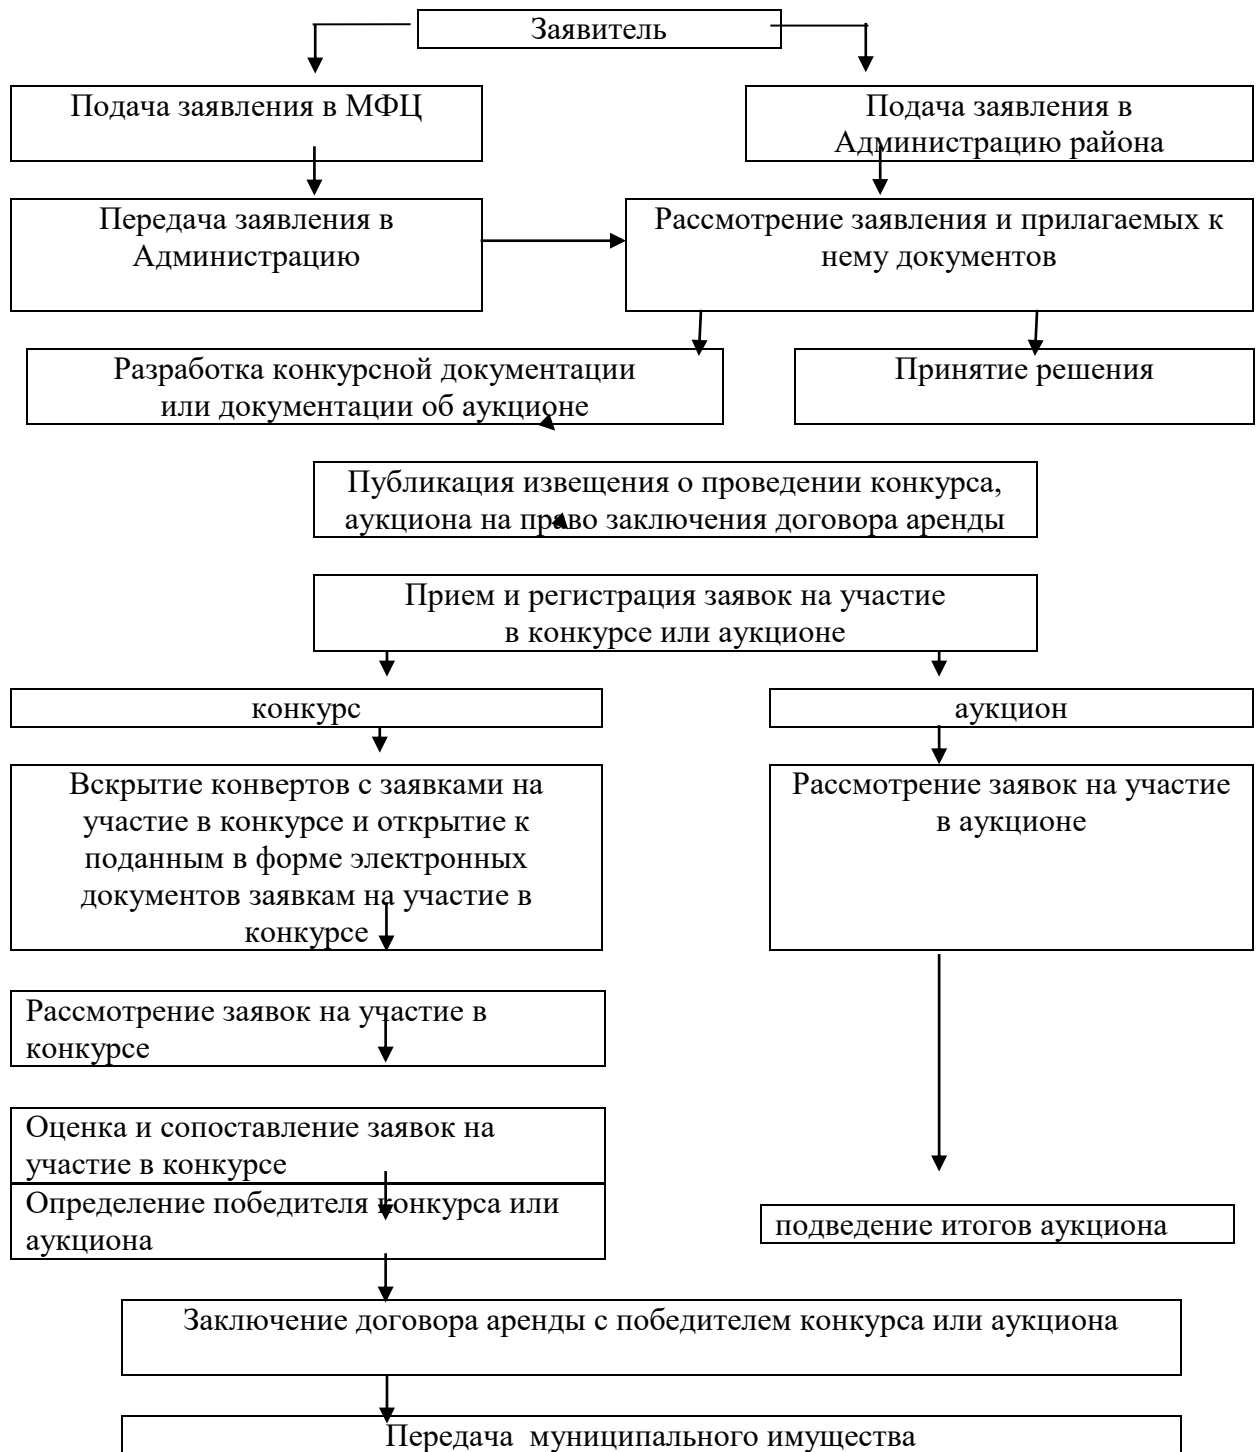 Заявитель
Подача заявления в МФЦ
Подача заявления в
Администрацию района
Передача заявления в
Администрацию
Рассмотрение заявления и прилагаемых к
нему документов
Разработка конкурсной документации
или документации об аукционе
Принятие решения
Публикация извещения о проведении конкурса,
аукциона на право заключения договора аренды
Прием и регистрация заявок на участие
в конкурсе или аукционе
конкурс
аукцион
Вскрытие конвертов с заявками на
участие в конкурсе и открытие к
поданным в форме электронных
документов заявкам на участие в
конкурсе
Рассмотрение заявок на участие
в аукционе
Рассмотрение заявок на участие в
конкурсе
Оценка и сопоставление заявок на
участие в конкурсе
Определение победителя конкурса или
аукциона
подведение итогов аукциона
Заключение договора аренды с победителем конкурса или аукциона
Передача муниципального имущества